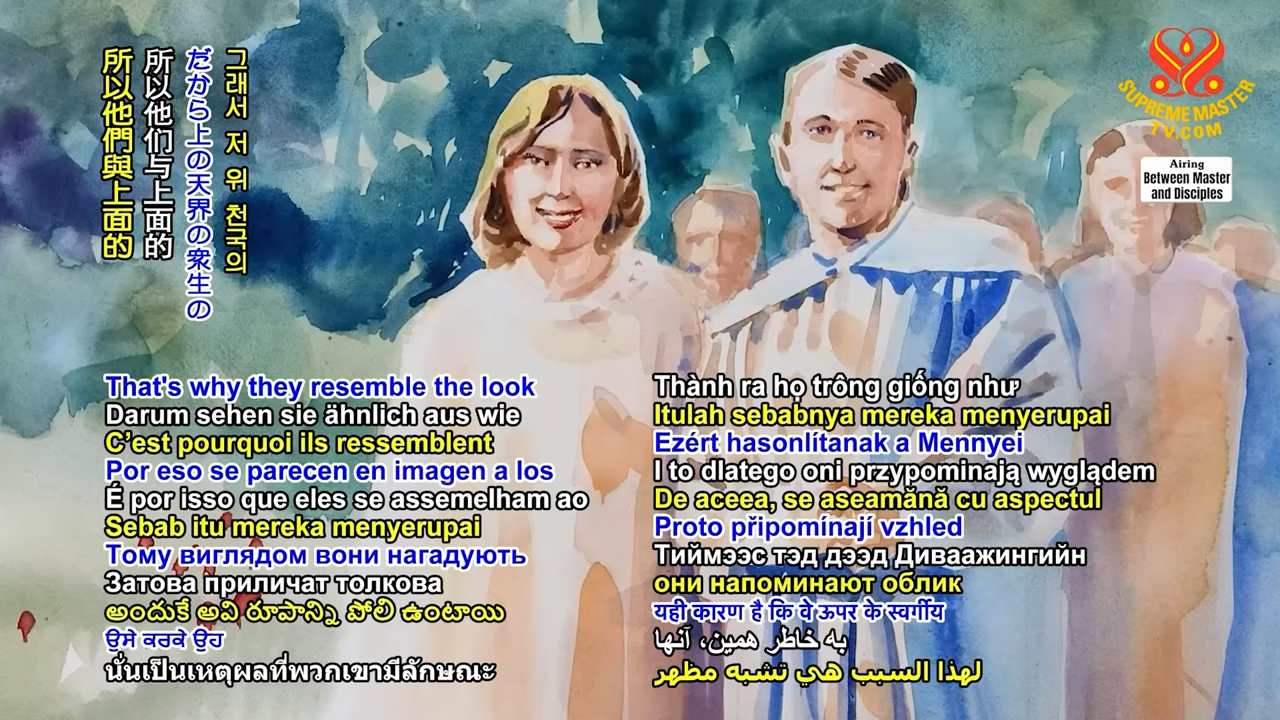 所以他們與上面的
所以他们与上面的
だから上の天界の衆生の
그래서 저 위 천국의
SUPREME MASTER
TV.COM
Airing
Between Master
and Disciples
That's why they resemble the look
Darum sehen sie ähnlich aus wie
C'est pourquoi ils ressemblent
Por eso se parecen en imagen a los
É por isso que eles se assemelham ao
Sebab itu mereka menyerupai
Тому виглядом вони нагадують
Затова приличат толкова
అందుకే అవి రూపాన్ని పోలి ఉంటాయి
ਉਸੇ ਕਰਕੇ ਉਹ
นั่นเป็นเหตุผลที่พวกเขามีลักษณะ
Thành ra họ trông giống như
Itulah sebabnya mereka menyerupai
Ezért hasonlítanak a Mennyei
I to dlatego oni przypominają wyglądem
De aceea, se aseamănă cu aspectul
Proto připomínají vzhled
Тиймээс тэд дээд Диваажингийн
они напоминают облик
यही कारण है कि वे ऊपर के स्वर्गीय
به خاطر همین، آنها
لهذا السبب هي تشبه مظهر